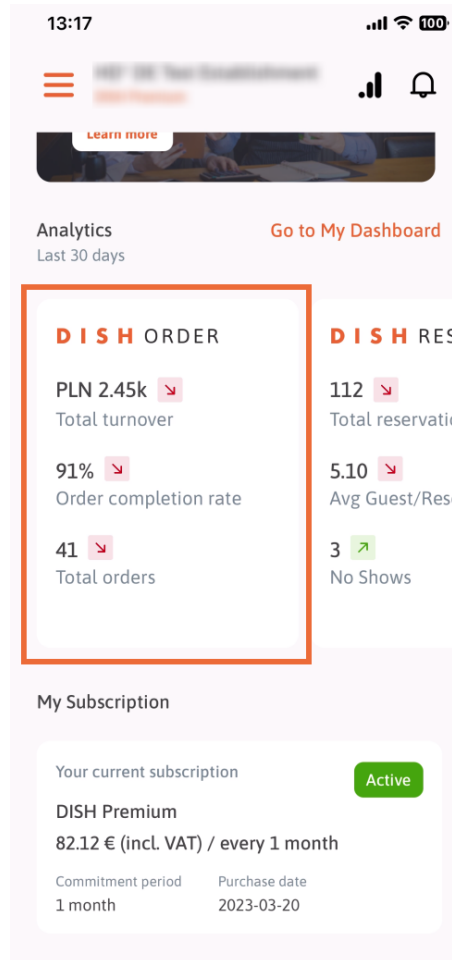 13:17
100
Learn more
Analytics
Go to My Dashboard
Last 30 days
DISH ORDER
PLN 2.45k
Total turnover
91%
Order completion rate
41
Total orders
DISH RES
112
Total reservatio
5.10
Avg Guest/Rese
3
No Shows
My Subscription
Your current subscription
Active
DISH Premium
82.12 € (incl. VAT) / every 1 month
Commitment period
Purchase date
1 month
2023-03-20